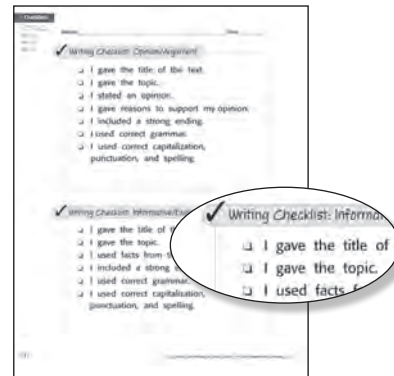 Checklists
Writing Checklist: Opinion/Argument
I gave the title of the text.
I gave the topic.
I stated an opinion.
I gave reasons to support my opinion.
I included a strong ending.
I used correct grammar.
I used correct capitalization,
punctuation, and spelling.
Writing Checklist: Informative/
I gave the title of
I gave the topic.
I used facts from
I included a strong
I used correct grammar.
I used correct capitalization,
punctuation, and spelling.
Writing Checklist: Informa
I gave the title of
I gave the topic.
I used facts f